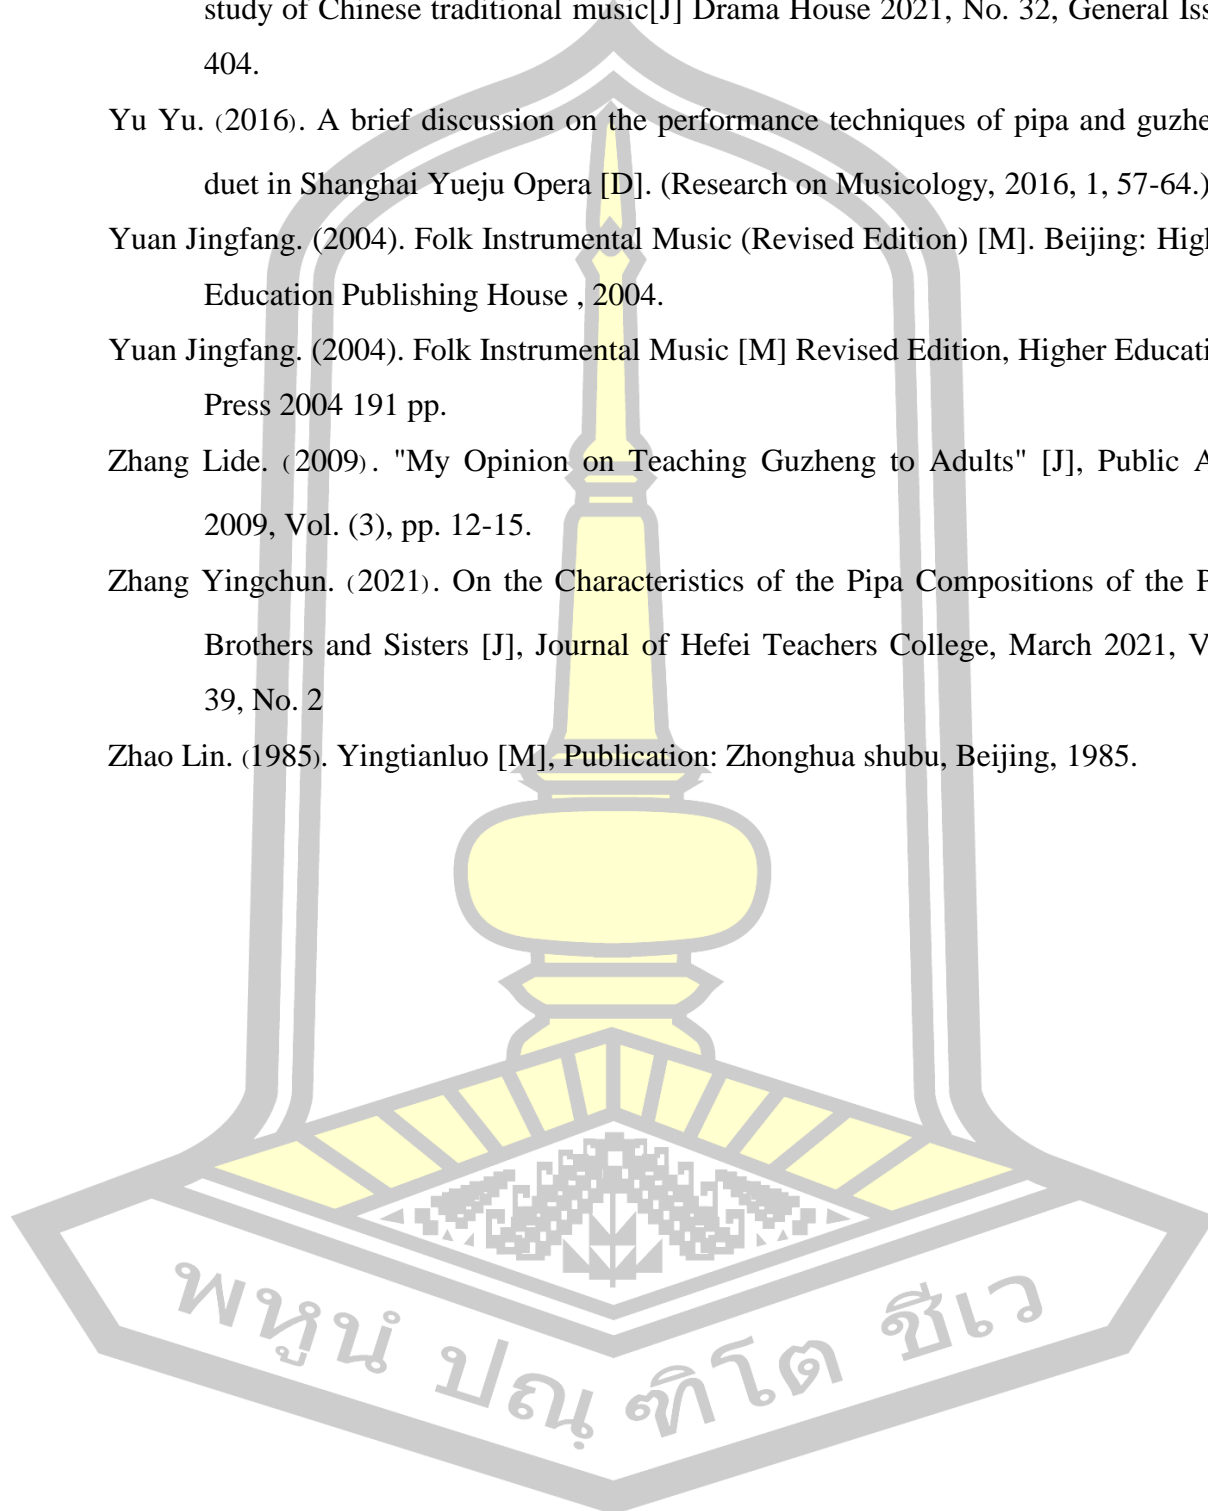 study of Chinese traditional music[J] Drama House 2021, No. 32, General Iss
404.
Yu Yu. (2016). A brief discussion on the performance techniques of pipa and guzhe
duet in Shanghai Yueju Opera [D]. (Research on Musicology, 2016, 1, 57-64.)
Yuan Jingfang. (2004). Folk Instrumental Music (Revised Edition) [M]. Beijing: Hig
Education Publishing House , 2004.
Yuan Jingfang. (2004). Folk Instrumental Music [M] Revised Edition, Higher Educati
Press 2004 191 pp.
Zhang Lide. (2009). "My Opinion on Teaching Guzheng to Adults" [J], Public A
2009, Vol. (3), pp. 12-15.
Zhang Yingchun. (2021). On the Characteristics of the Pipa Compositions of the P
Brothers and Sisters [J], Journal of Hefei Teachers College, March 2021, V
39, No. 2
Zhao Lin. (1985). Yingtianluo [M], Publication: Zhonghua shubu, Beijing, 1985.
พหูนํ ปณฺฑิโต ชีเว